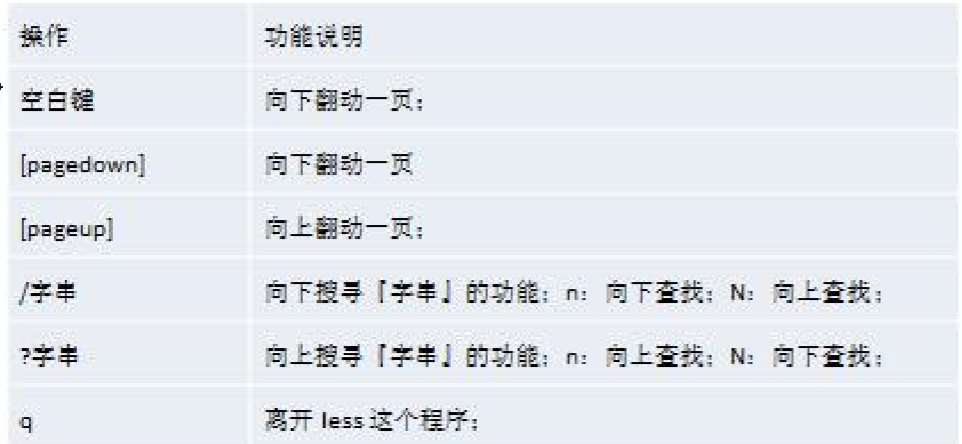 操作 功能说明
空白键 向下翻动一页；
[pagedown] 向下翻动一页
[pageup] 向上翻动一页；
/字串 向下搜寻『字串』的功能；n：向下查找；N：向上查找；
?字串 向上搜寻『字串』的功能；n：向上查找；N：向下查找；
q 离开 less 这个程序；